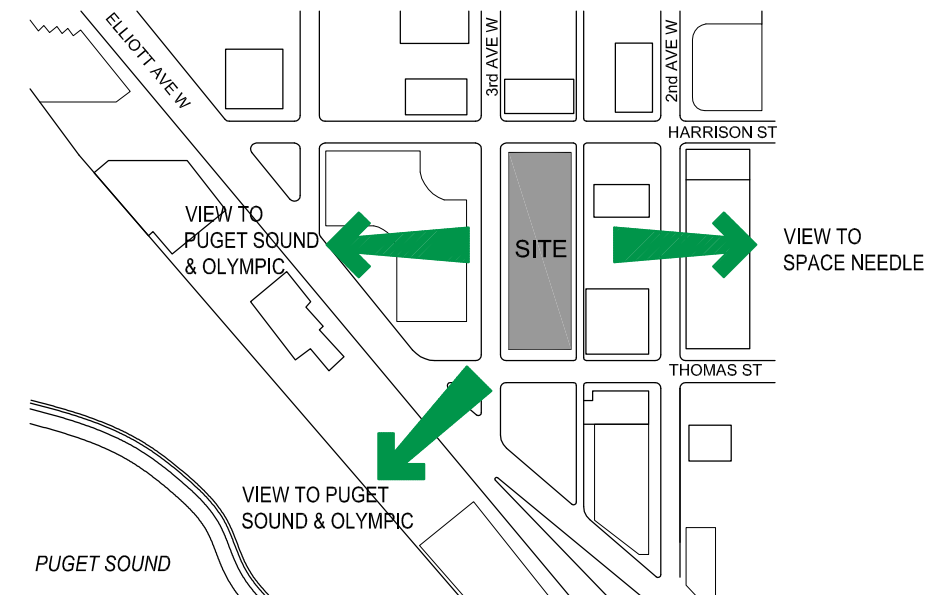 ELLIOTT AVE W
3rd AVE W
2nd AVE W
HARRISON ST
VIEW TO
PUGET SOUND
& OLYMPIC
SITE
VIEW TO
SPACE NEEDLE
THOMAS ST
VIEW TO PUGET
SOUND & OLYMPIC
PUGET SOUND